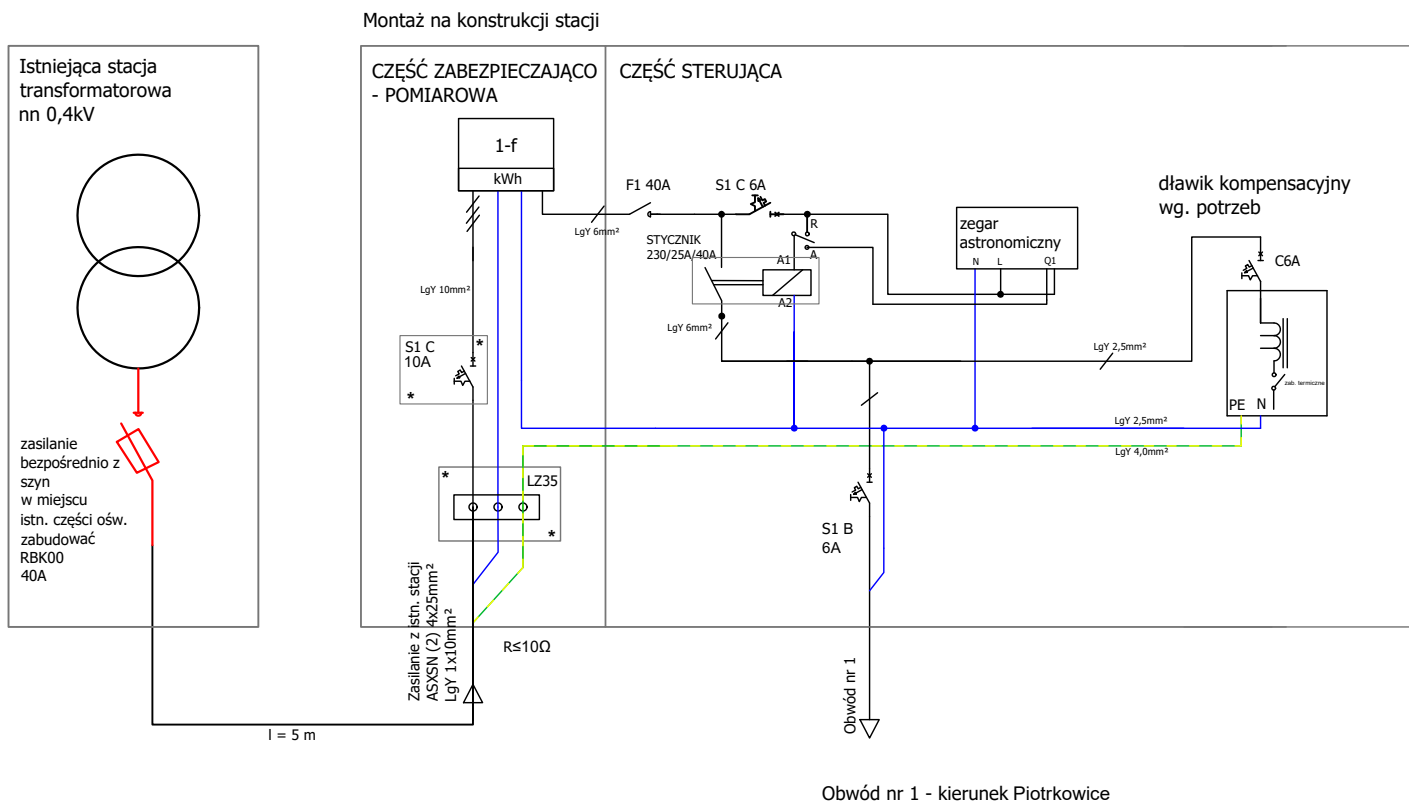 Montaż na konstrukcji stacji
Istniejąca stacja
transformatorowa
nn 0,4kV
zasilanie
bezpośrednio z
szyn
w miejscu
istn. części ośw.
zabudować
RBK00
40A
l = 5 m
CZĘŚĆ ZABEZPIECZAJĄCO
- POMIAROWA
1-f
kWh
LgY 10mm²
S1 C
10A
*
*
*
LZ35
*
Zasilanie z istn. stacji
ASXSN (2) 4x25mm²
LgY 1x10mm²
R≤10Ω
CZĘŚĆ STERUJĄCA
LgY 6mm²
F1 40A
S1 C 6A
STYCZNIK
230/25A/40A
R
A
A1
A2
LgY 6mm²
zegar
astronomiczny
N L Q1
dławik kompensacyjny
wg. potrzeb
C6A
LgY 2,5mm²
zab. termiczne
PE N
LgY 2,5mm²
LgY 4,0mm²
S1 B
6A
Obwód nr 1
Obwód nr 1 - kierunek Piotrkowice